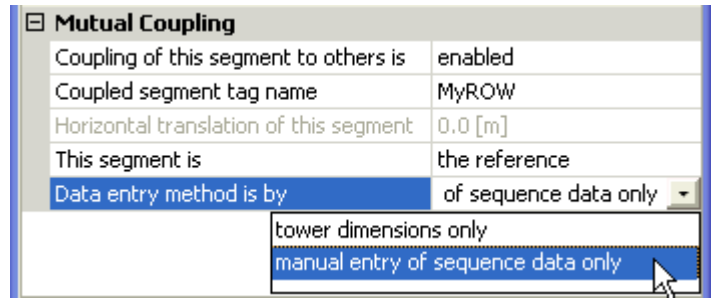 Mutual Coupling
Coupling of this segment to others is enabled
Coupled segment tag name MyROW
Horizontal translation of this segment 0.0 [m]
This segment is the reference
Data entry method is by of sequence data only
tower dimensions only
manual entry of sequence data only